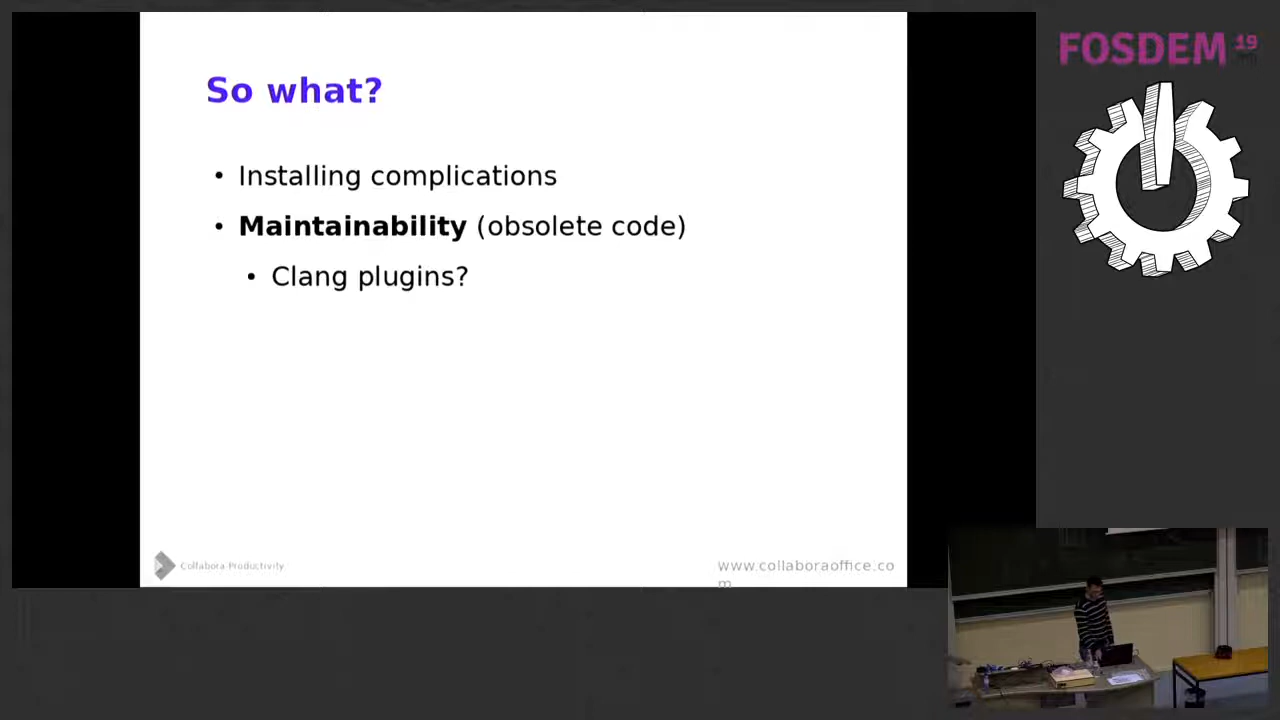 So what?
• Installing complications
• Maintainability (obsolete code)
• Clang plugins?
Collabora Productivity
www.collaboraoffice.co
m
FOSDEM 19